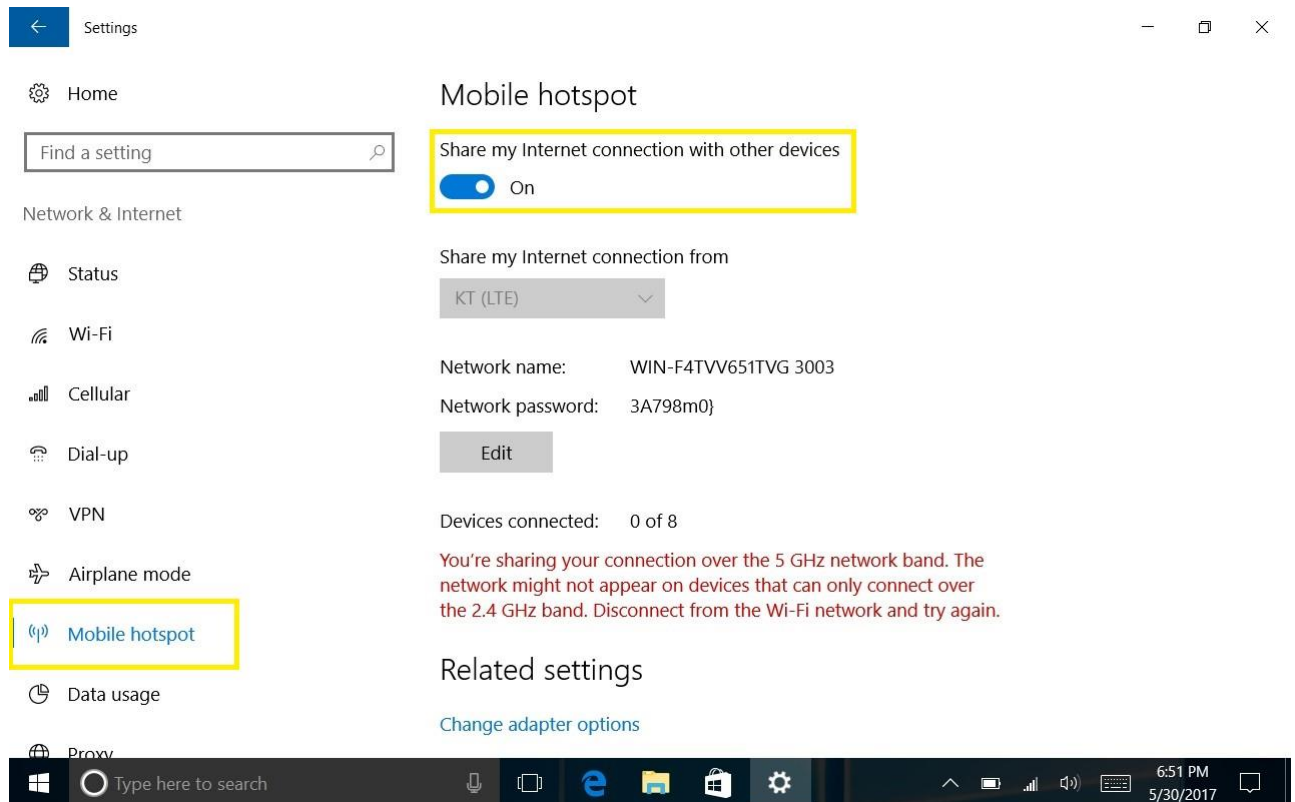 Settings
Home
Find a setting
Network & Internet
Status
Wi-Fi
Cellular
Dial-up
VPN
Airplane mode
Mobile hotspot
Data usage
Proxy
Mobile hotspot
Share my Internet connection with other devices
On
Share my Internet connection from
KT (LTE)
Network name: WIN-F4TVV651TVG 3003
Network password: 3A798m0}
Edit
Devices connected: 0 of 8
You're sharing your connection over the 5 GHz network band. The
network might not appear on devices that can only connect over
the 2.4 GHz band. Disconnect from the Wi-Fi network and try again.
Related settings
Change adapter options
Type here to search
6:51 PM
5/30/2017